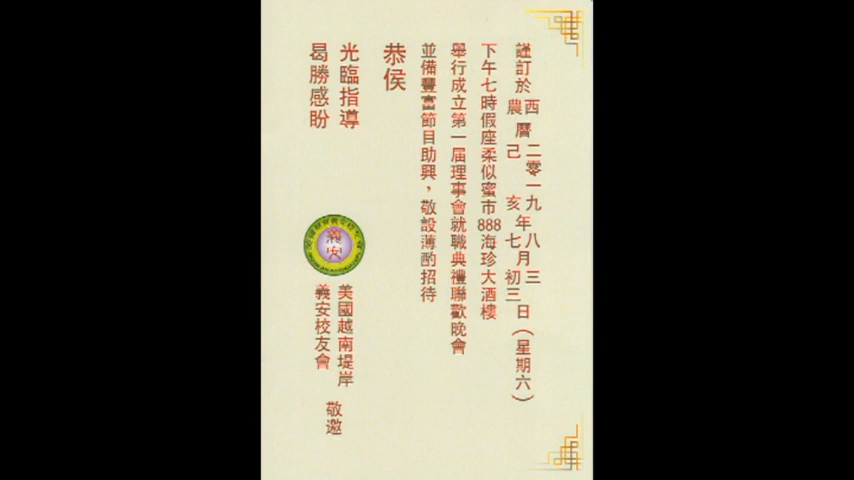 謹訂於西曆二零一九年八月三日(星期六)
農曆己亥年七月初三日
下午七時假座柔似蜜市888海珍大酒樓
舉行成立第一屆理事會就職典禮聯歡晚會
並備豐富節目助興，敬設薄酌招待
恭侯
光臨指導
曷勝感盼
義安
美國越南堤岸
義安校友會
敬邀